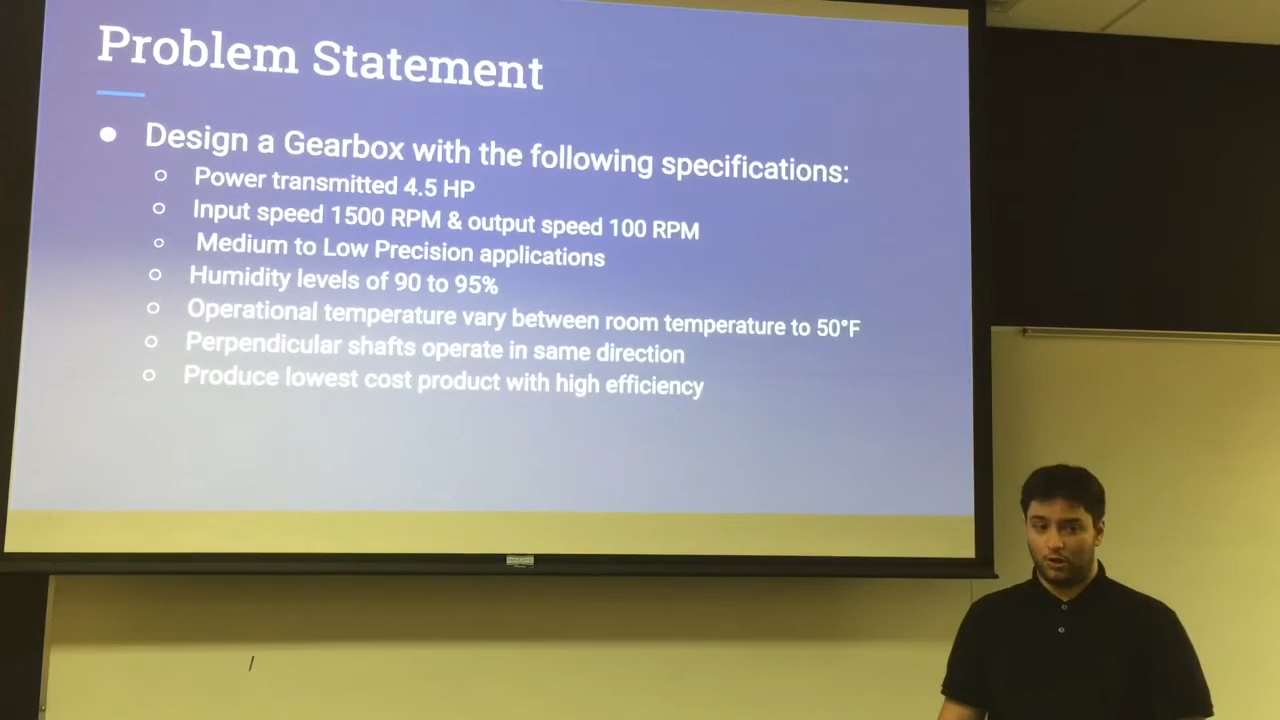 Problem Statement
Design a Gearbox with the following specifications:
Power transmitted 4.5 HP
Input speed 1500 RPM & output speed 100 RPM
Medium to Low Precision applications
Humidity levels of 90 to 95%
Operational temperature vary between room temperature to 50°F
Perpendicular shafts operate in same direction
Produce lowest cost product with high efficiency